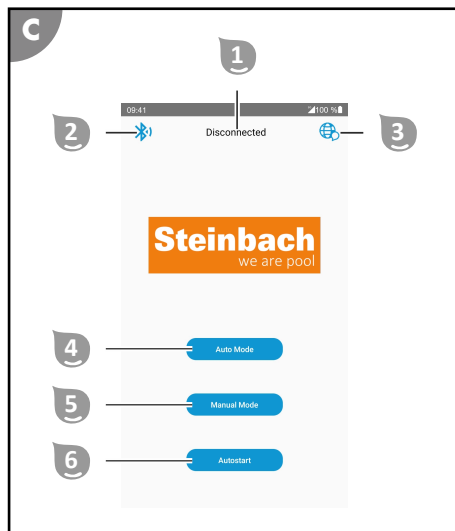 C
1
09:41
100 %
2
Disconnected
3
Steinbach
we are pool
4
Auto Mode
5
Manual Mode
6
Autostart